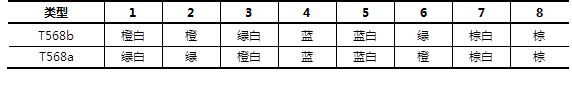 类型 1 2 3 4 5 6 7 8
T568b 橙白 橙 绿白 蓝 蓝白 绿 棕白 棕
T568a 绿白 绿 橙白 蓝 蓝白 橙 棕白 棕